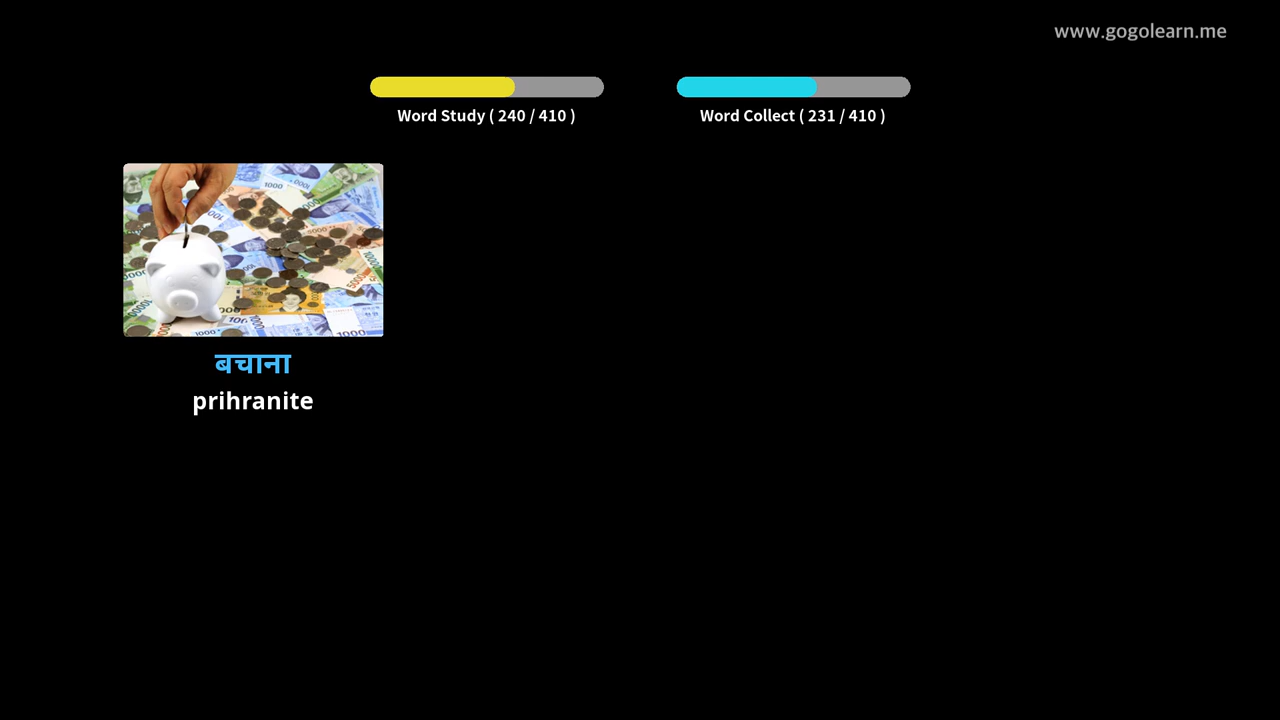 www.gogolearn.me
Word Study ( 240 / 410 )
Word Collect ( 231 / 410 )
बचाना
prihranite